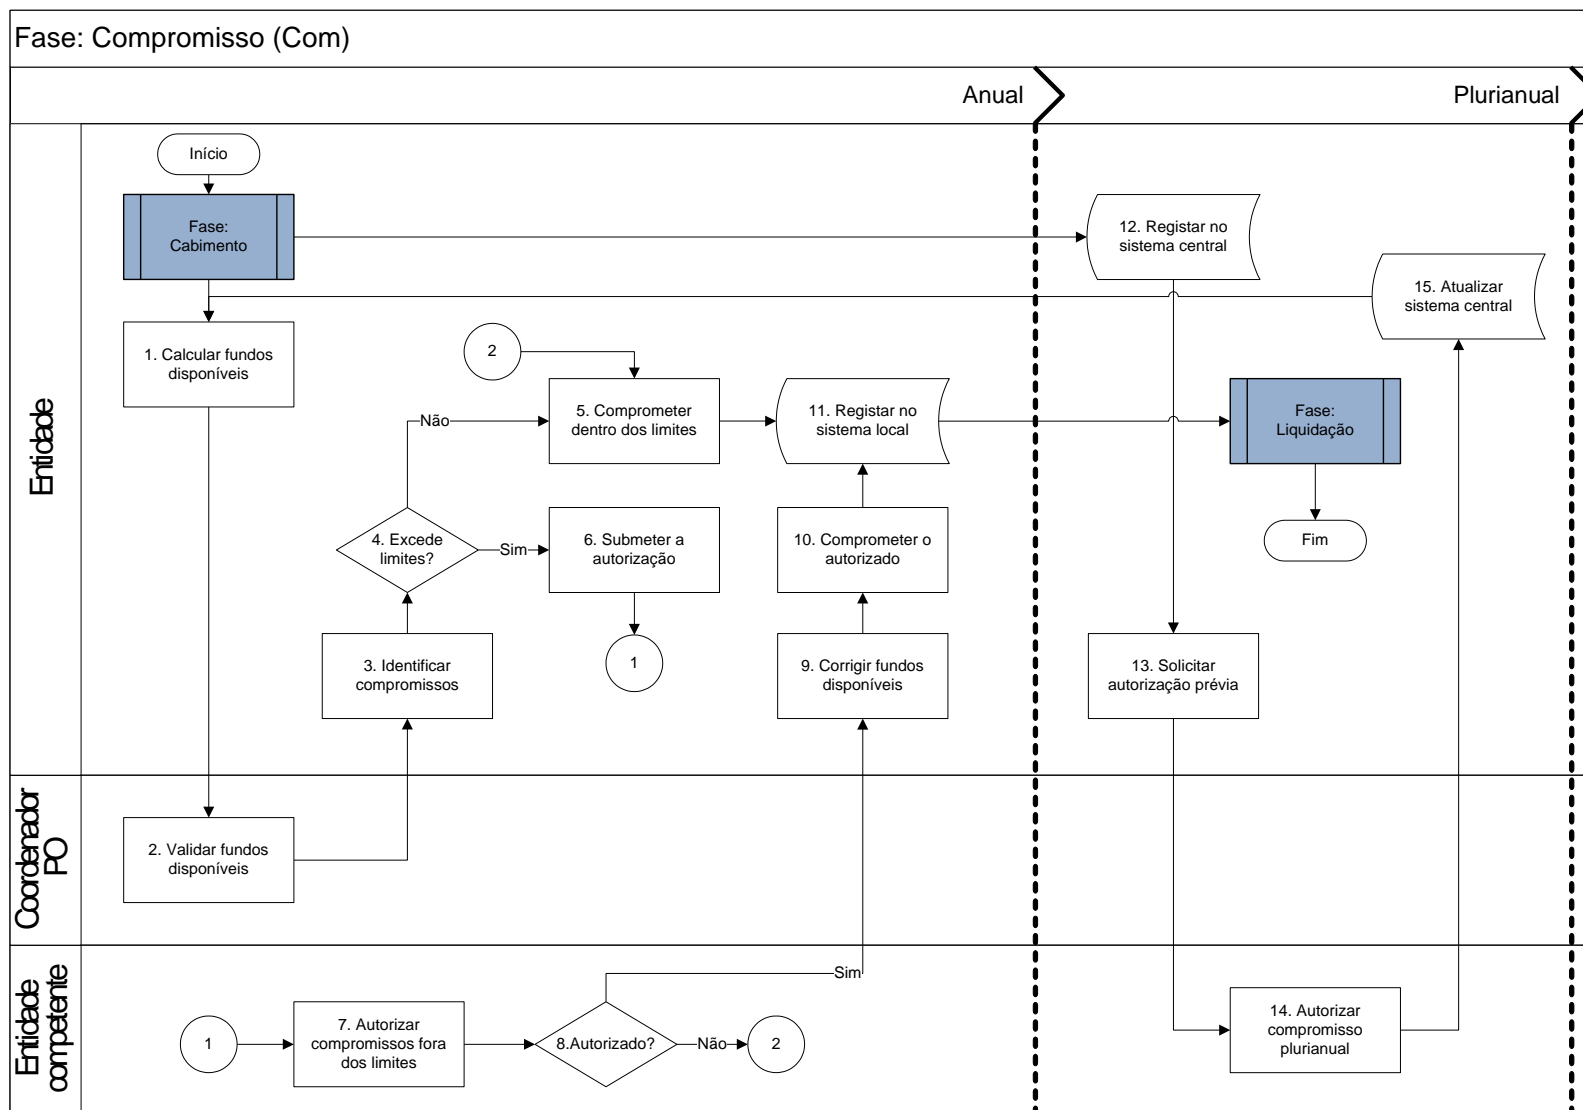 Fase: Compromisso (Com)
Anual
Plurianual
Entidade
Início
Fase:
Cabimento
12. Registar no
sistema central
15. Atualizar
sistema central
1. Calcular fundos
disponíveis
2
5. Comprometer
dentro dos limites
11. Registar no
sistema local
Fase:
Liquidação
Não
4. Excede
limites?
Sim
6. Submeter a
autorização
10. Comprometer o
autorizado
Fim
3. Identificar
compromissos
1
9. Corrigir fundos
disponíveis
13. Solicitar
autorização prévia
Coordenador
PO
2. Validar fundos
disponíveis
Entidade
competente
1
7. Autorizar
compromissos fora
dos limites
8.Autorizado?
Sim
Não
2
14. Autorizar
compromisso
plurianual